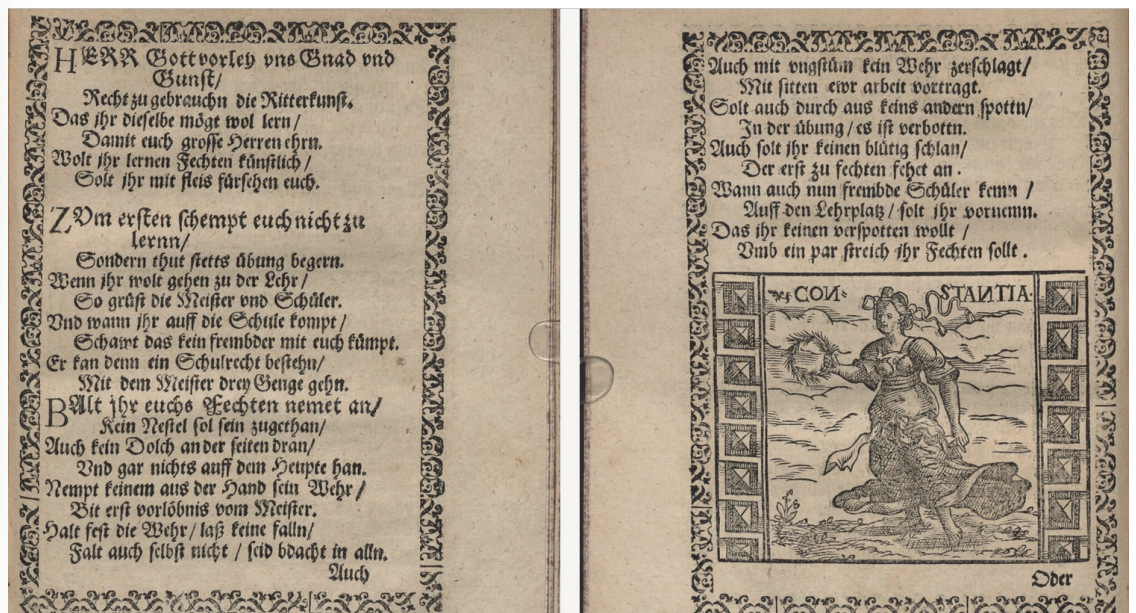 HERR Gott vorley vns Gnad vnd
Gunst/
Recht zu gebrauchn die Ritterkunst.
Das jhr dieselbe mögt wol lern/
Damit euch grosse Herren ehrn.
Wolt jhr lernen Fechten künstlich/
Solt jhr mit fleis fürsehen euch.
ZVm ersten schempt euch nicht zu
lernn/
Sondern thut stetts übung begern.
Wenn jhr wolt gehen zu der Lehr/
So grüst die Meister vnd Schüler.
Vnd wann jhr auff die Schule kompt/
Schawt das kein frembder mit euch kümpt.
Er kan denn ein Schulrecht bestehn/
Mit dem Meister drey Genge gehn.
BAlt jhr euchs Fechten nemet an/
Kein Nestel sol sein zugethan/
Auch kein Dolch an der seiten dran/
Vnd gar nichts auff dem Heupte han.
Nempt keinem aus der Hand sein Wehr/
Bit erst vorlöbnis vom Meister.
Halt fest die Wehr/ laß keine falln/
Falt auch selbst nicht / seid bdacht in alln.
Auch
Auch mit vngstüm kein Wehr zerschlagt/
Mit sitten ewr arbeit vortragt.
Solt auch durch aus keins andern spottn/
In der übung/ es ist verbottn.
Auch solt jhr keinen blütig schlan/
Der erst zu fechten fehet an.
Wann auch nun frembde Schüler kemn /
Auff den Lehrplatz/ solt jhr vornemn.
Das jhr keinen verspotten wollt /
Vmb ein par streich jhr Fechten sollt.
CON STANTIA.
Oder